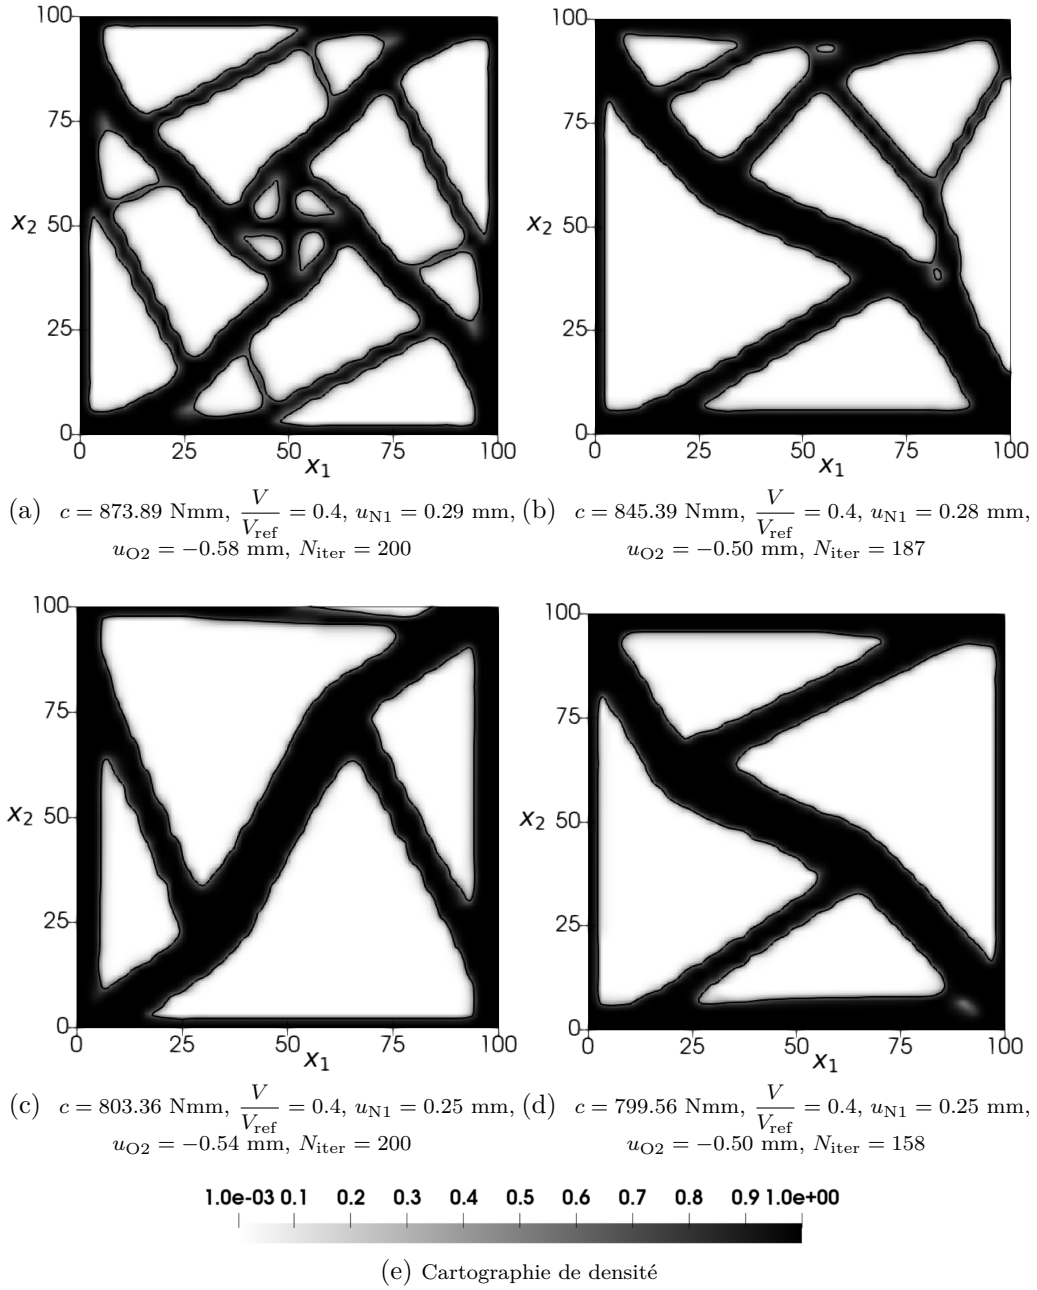 100
75
x2 50
25
0
0 25 50 75 100
x1
100
75
x2 50
25
0
0 25 50 75 100
x1
(a) c = 873.89 Nmm, V/Vref = 0.4, uN1 = 0.29 mm,
uO2 = −0.58 mm, Niter = 200
(b) c = 845.39 Nmm, V/Vref = 0.4, uN1 = 0.28 mm,
uO2 = −0.50 mm, Niter = 187
100
75
x2 50
25
0
0 25 50 75 100
x1
100
75
x2 50
25
0
0 25 50 75 100
x1
(c) c = 803.36 Nmm, V/Vref = 0.4, uN1 = 0.25 mm,
uO2 = −0.54 mm, Niter = 200
(d) c = 799.56 Nmm, V/Vref = 0.4, uN1 = 0.25 mm,
uO2 = −0.50 mm, Niter = 158
1.0e-03 0.1 0.2 0.3 0.4 0.5 0.6 0.7 0.8 0.9 1.0e+00
(e) Cartographie de densité